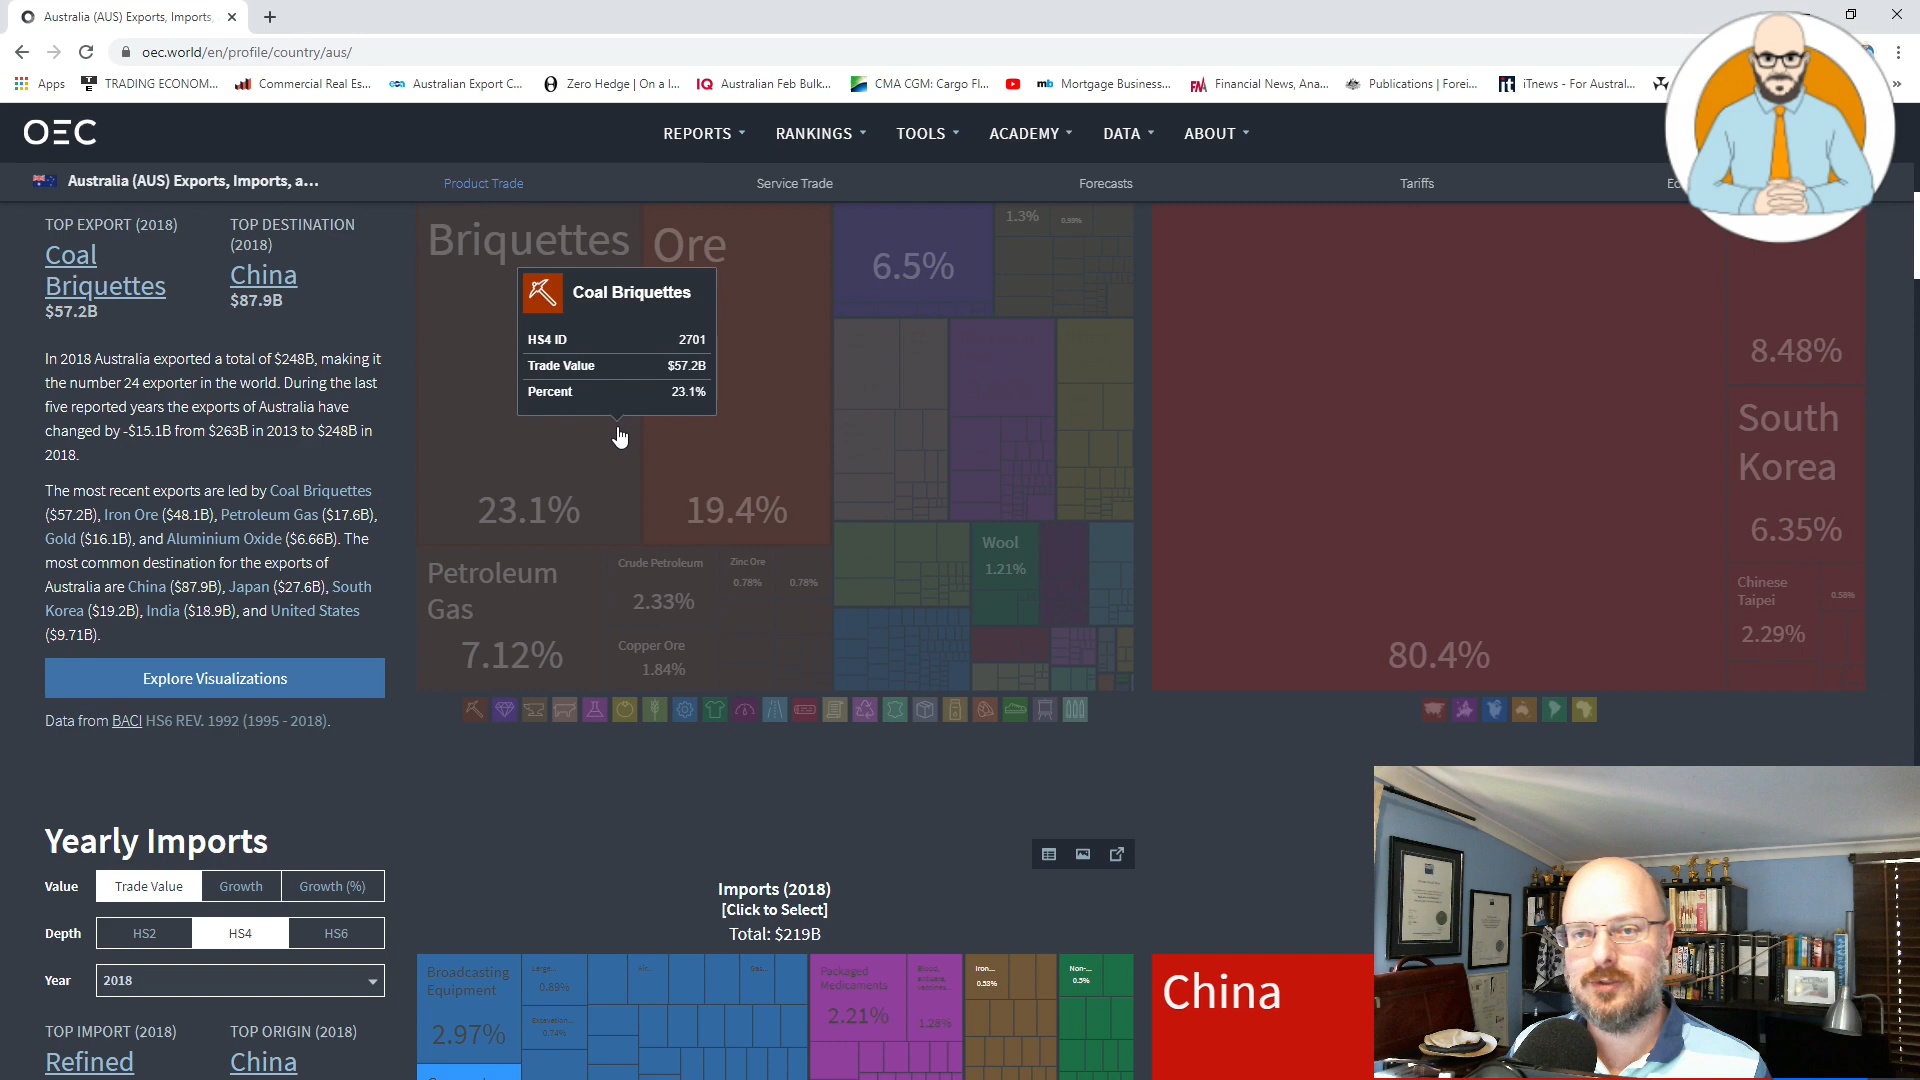 Australia (AUS) Exports, Imports,
oec.world/en/profile/country/aus/
Apps
TRADING ECONOM...
Commercial Real Es...
Australian Export C...
Zero Hedge | On a l...
Australian Feb Bulk...
CMA CGM: Cargo Fl...
Mortgage Business...
Financial News, Ana...
Publications | Forei...
iTnews - For Austral...
OEC
REPORTS
RANKINGS
TOOLS
ACADEMY
DATA
ABOUT
Australia (AUS) Exports, Imports, a...
Product Trade
Service Trade
Forecasts
Tariffs
Ec
TOP EXPORT (2018)
Coal
Briquettes
$57.2B
TOP DESTINATION
(2018)
China
$87.9B
In 2018 Australia exported a total of $248B, making it
the number 24 exporter in the world. During the last
five reported years the exports of Australia have
changed by -$15.1B from $263B in 2013 to $248B in
2018.
The most recent exports are led by Coal Briquettes
($57.2B), Iron Ore ($48.1B), Petroleum Gas ($17.6B),
Gold ($16.1B), and Aluminium Oxide ($6.66B). The
most common destination for the exports of
Australia are China ($87.9B), Japan ($27.6B), South
Korea ($19.2B), India ($18.9B), and United States
($9.71B).
Explore Visualizations
Data from BACI HS6 REV. 1992 (1995 - 2018).
Briquettes
23.1%
Ore
19.4%
Coal Briquettes
HS4 ID 2701
Trade Value $57.2B
Percent 23.1%
6.5%
1.3%
0.99%
Petroleum
Gas
7.12%
Crude Petroleum
2.33%
Zinc Ore
0.78%
0.78%
Copper Ore
1.84%
Wool
1.21%
80.4%
8.48%
South
Korea
6.35%
Chinese
Taipei
2.29%
0.58%
Yearly Imports
Value
Trade Value
Growth
Growth (%)
Depth
HS2
HS4
HS6
Year
2018
TOP IMPORT (2018)
Refined
TOP ORIGIN (2018)
China
Imports (2018)
[Click to Select]
Total: $219B
Broadcasting
Equipment
2.97%
Large...
0.89%
Excavation...
0.74%
Packaged
Medicaments
2.21%
1.28%
Iron...
0.53%
Non-...
0.5%
China